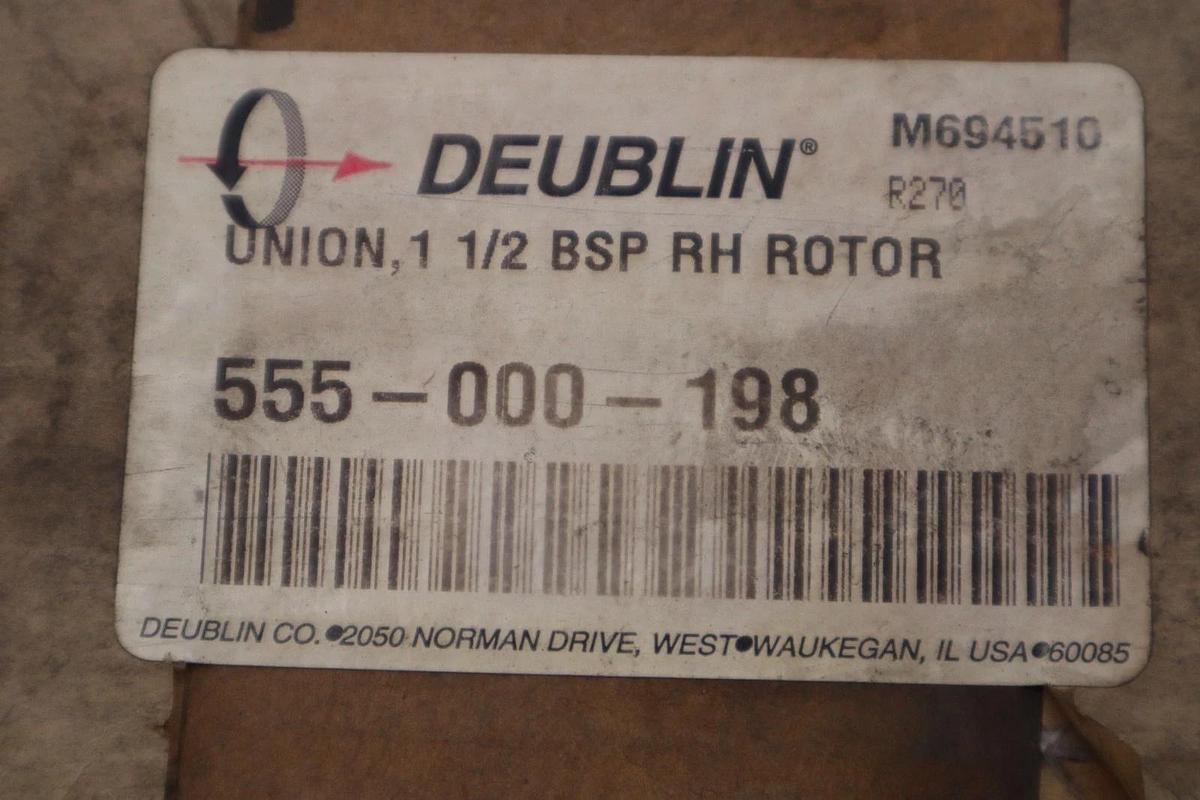 DEUBLIN®
M694510
R270
UNION,1 1/2 BSP RH ROTOR
555-000-198
DEUBLIN CO.●2050 NORMAN DRIVE, WEST●WAUKEGAN, IL USA●60085